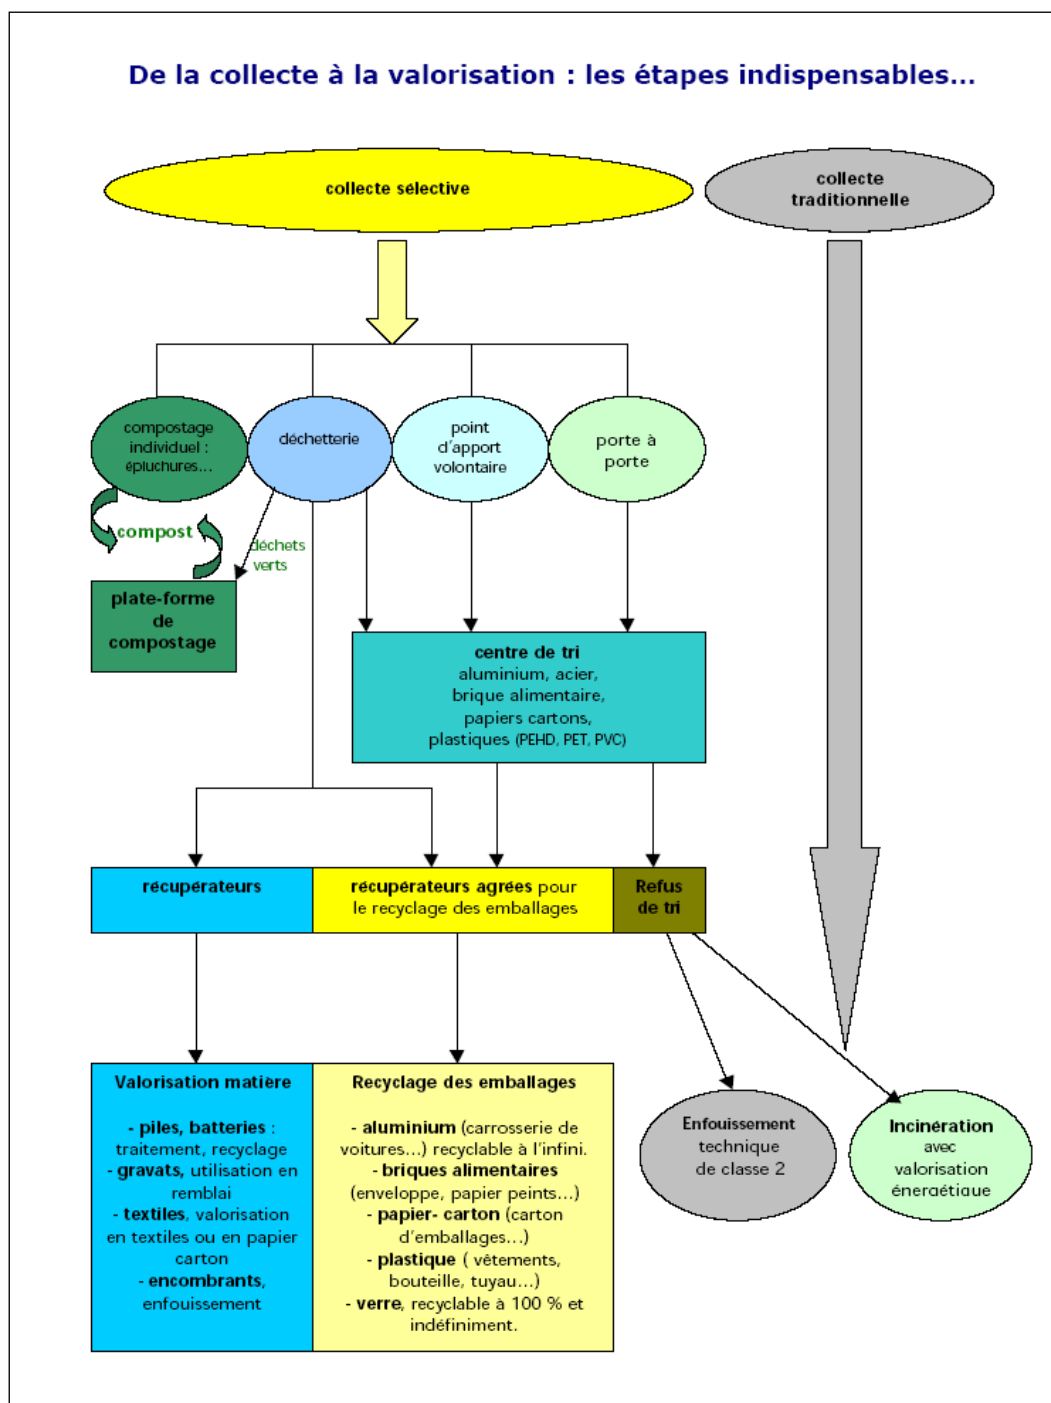 De la collecte à la valorisation : les étapes indispensables...
collecte sélective
collecte
traditionnelle
compostage
individuel :
épluchures...
déchetterie
point
d'apport
volontaire
porte à
porte
compost
déchets
verts
plate-forme
de
compostage
centre de tri
aluminium, acier,
brique alimentaire,
papiers cartons,
plastiques (PEHD, PET, PVC)
récupérateurs
récupérateurs agrées pour
le recyclage des emballages
Refus
de tri
Valorisation matière
- piles, batteries :
traitement, recyclage
- gravats, utilisation en
remblai
- textiles, valorisation
en textiles ou en papier
carton
- encombrants,
enfouissement
Recyclage des emballages
- aluminium (carrosserie de
voitures...) recyclable à l'infini.
- briques alimentaires
(enveloppe, papier peints...)
- papier- carton (carton
d'emballages...)
- plastique ( vêtements,
bouteille, tuyau...)
- verre, recyclable à 100 % et
indéfiniment.
Enfouissement
technique
de classe 2
Incinération
avec
valorisation
énergétique